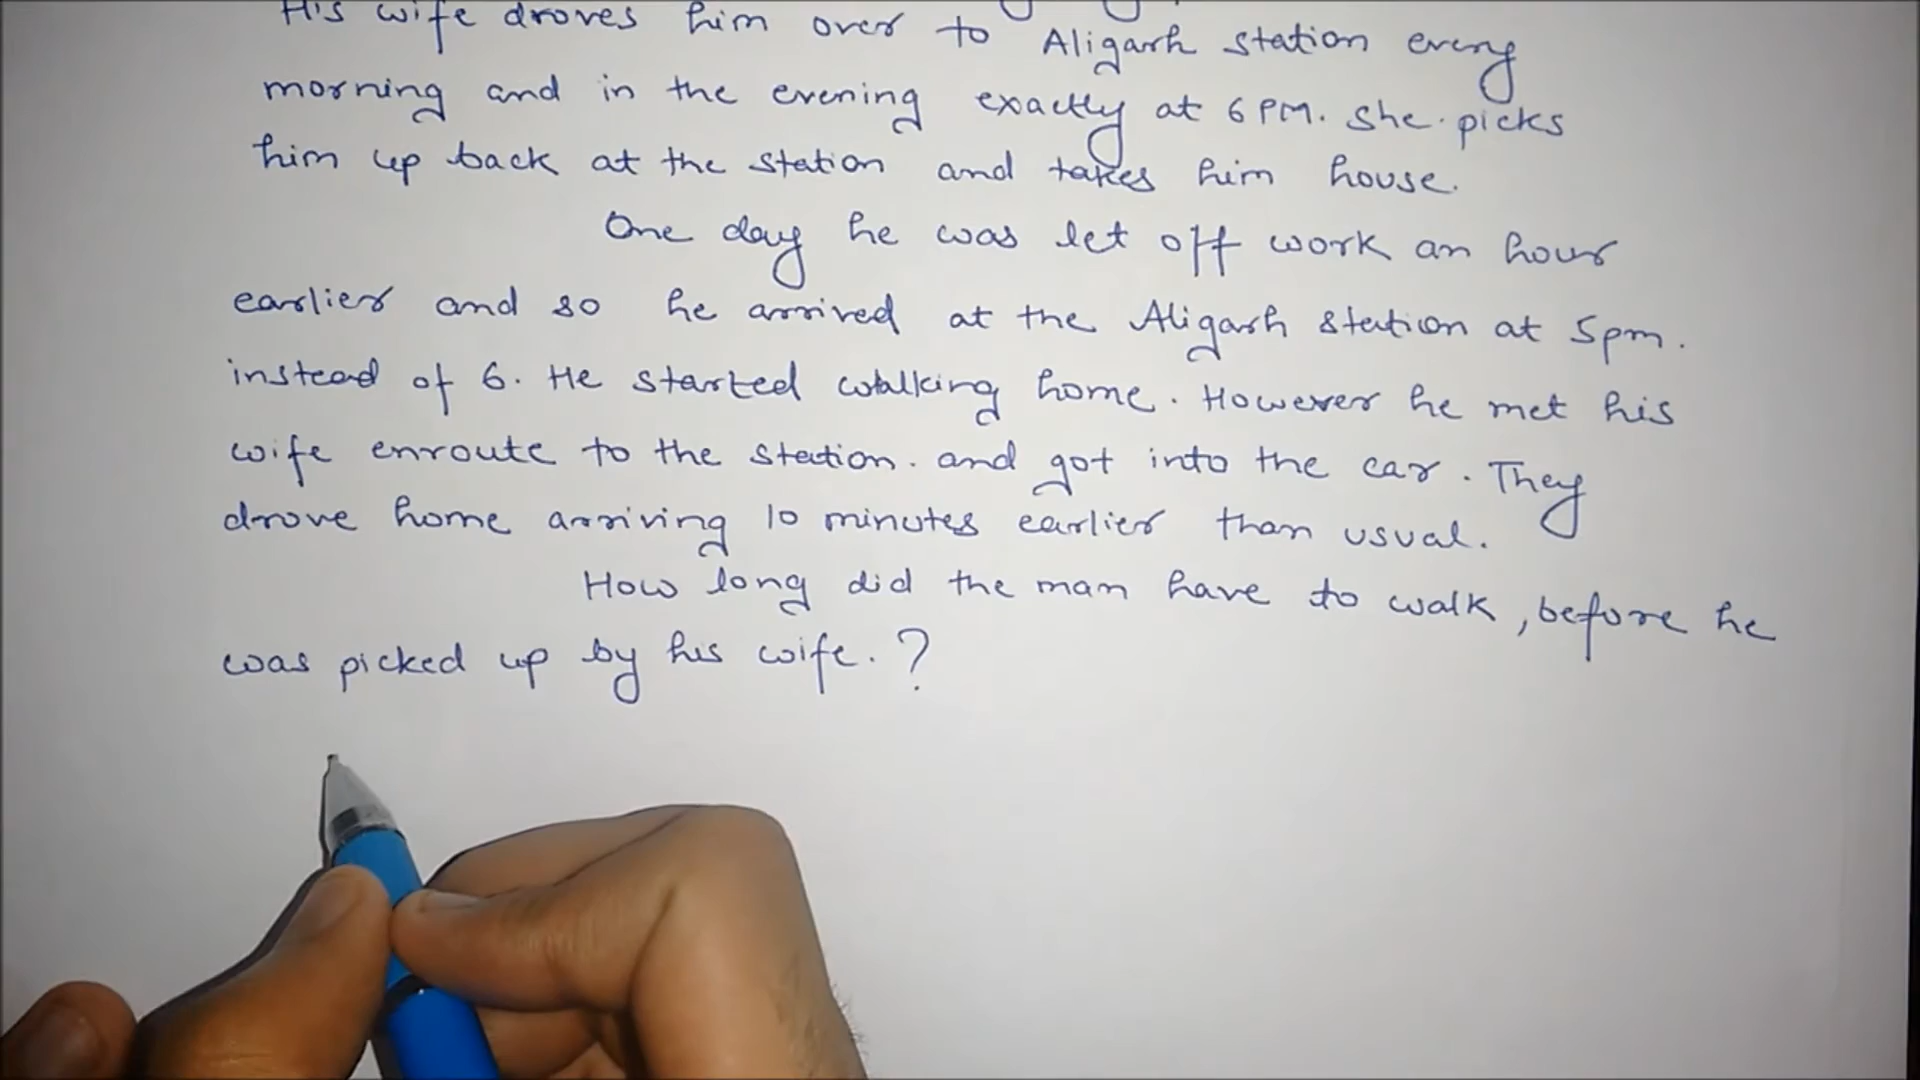 His wife droves him over to Aligarh station every
morning and in the evening exactly at 6 PM. she. picks
him up back at the station and takes him house.
One day he was let off work an hour
earlier and so he arrived at the Aligarh station at 5pm.
instead of 6. He started walking home. However he met his
wife enroute to the station. and got into the car. They
drove home arriving 10 minutes earlier than usual.
How long did the man have to walk, before he
was picked up by his wife. ?